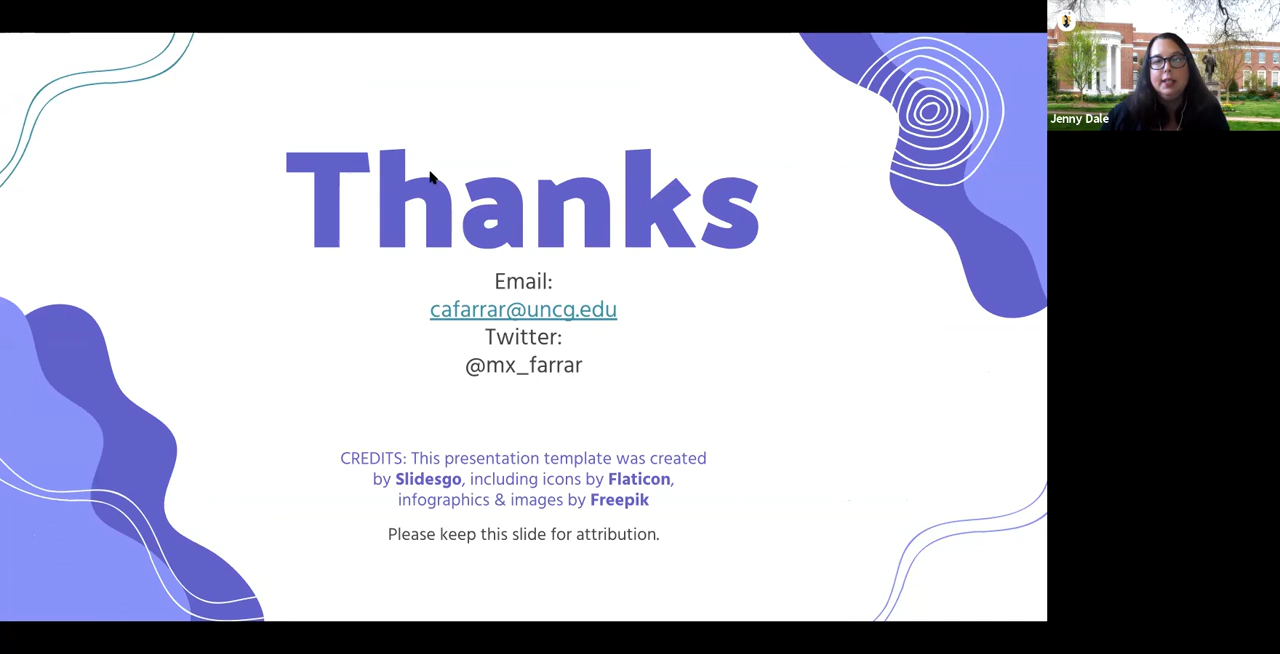 Thanks
Email:
cafarrar@uncg.edu
Twitter:
@mx_farrar
CREDITS: This presentation template was created
by Slidesgo, including icons by Flaticon,
infographics & images by Freepik
Please keep this slide for attribution.
Jenny Dale